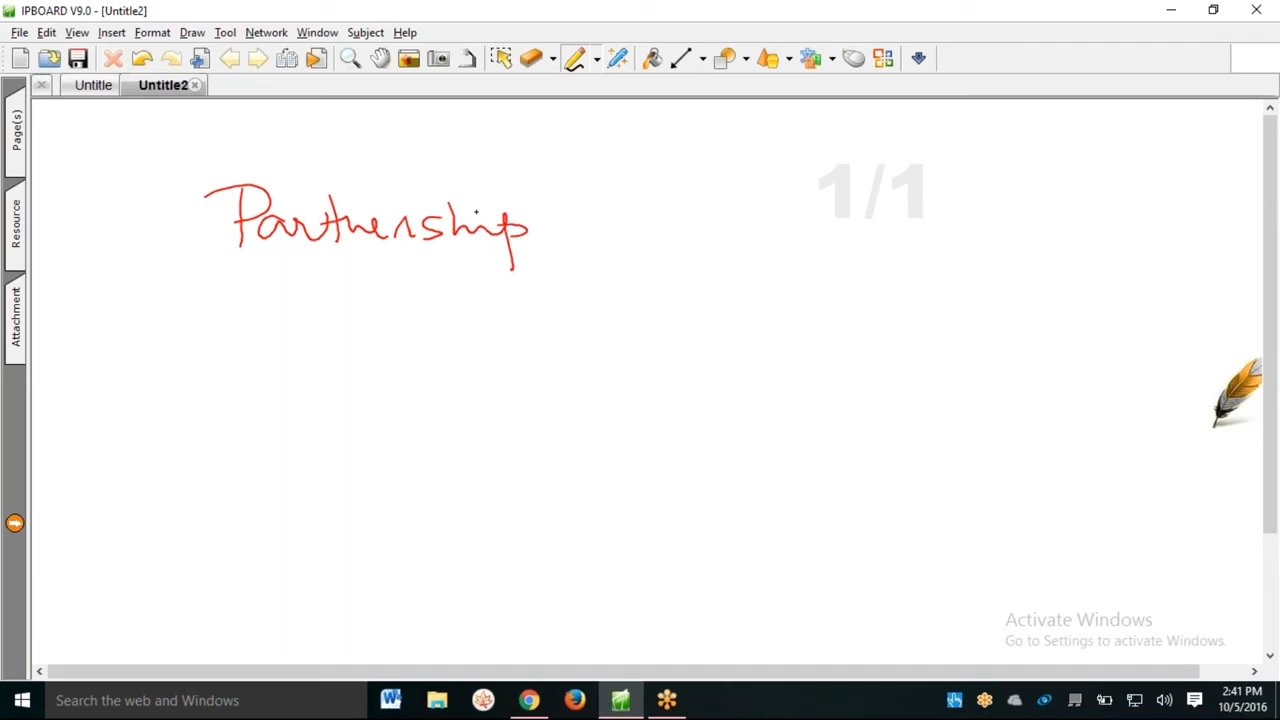 IPBOARD V9.0 - [Untitle2]
File Edit View Insert Format Draw Tool Network Window Subject Help
Untitle Untitle2
Page(s)
Resource
Attachment
1/1
Partnership
Activate Windows
Go to Settings to activate Windows.
Search the web and Windows
2:41 PM
10/5/2016